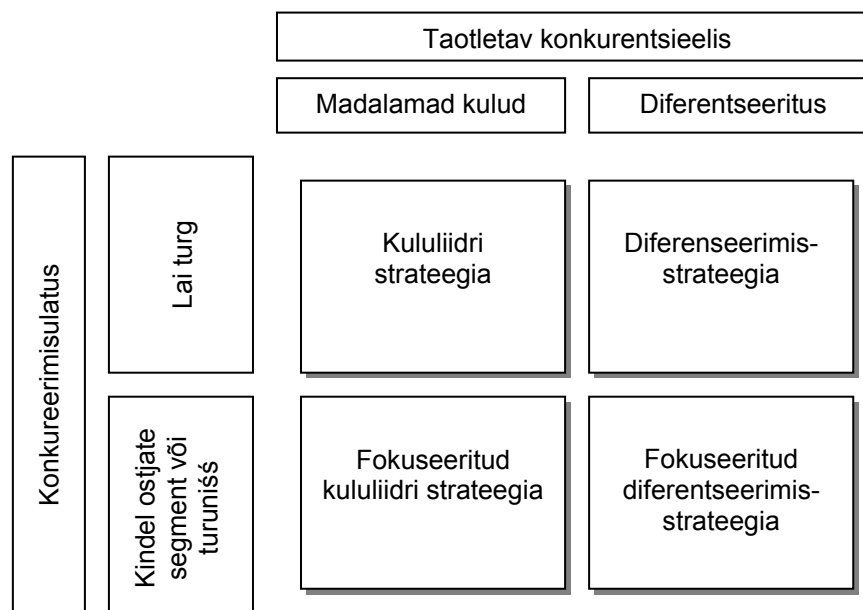 Taotletav konkurentsieelis
Madalamad kulud
Diferentseeritus
Konkureerimisulatus
Lai turg
Kululiidri
strateegia
Diferenseerimis-
strateegia
Kindel ostjate
segment või
turunišš
Fokuseeritud
kululiidri strateegia
Fokuseeritud
diferentseerimis-
strateegia